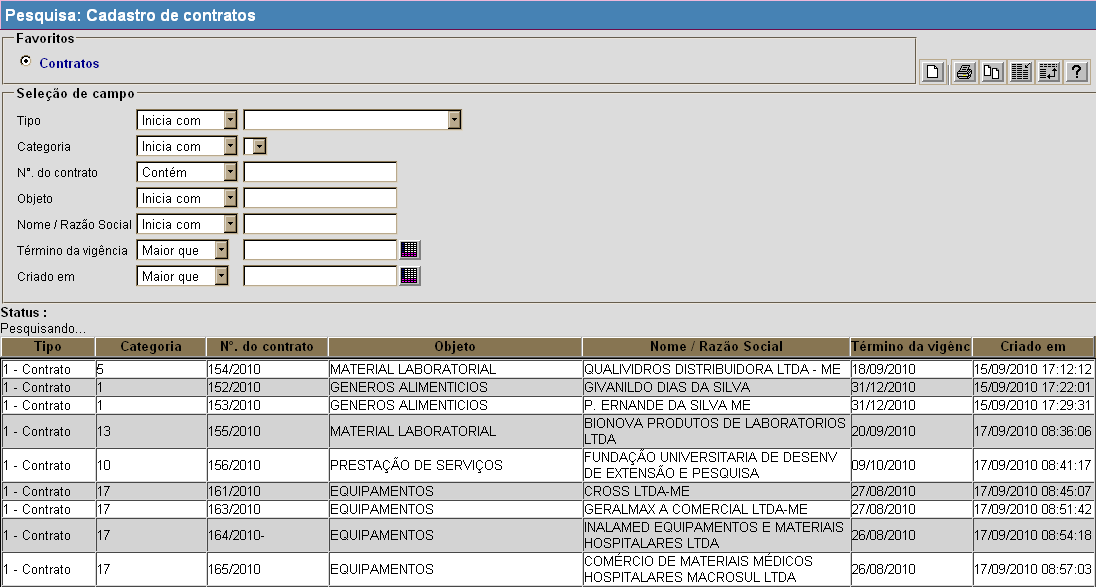 Pesquisa: Cadastro de contratos
Favoritos
Contratos
?
Seleção de campo
Tipo Inicia com
Categoria Inicia com
N°. do contrato Contém
Objeto Inicia com
Nome / Razão Social Inicia com
Término da vigência Maior que
Criado em Maior que
Status :
Pesquisando...
Tipo Categoria N°. do contrato Objeto Nome / Razão Social Término da vigênc Criado em
1 - Contrato 5 154/2010 MATERIAL LABORATORIAL QUALIVIDROS DISTRIBUIDORA LTDA - ME 18/09/2010 15/09/2010 17:12:12
1 - Contrato 1 152/2010 GENEROS ALIMENTICIOS GIVANILDO DIAS DA SILVA 31/12/2010 15/09/2010 17:22:01
1 - Contrato 1 153/2010 GENEROS ALIMENTICIOS P. ERNANDE DA SILVA ME 31/12/2010 15/09/2010 17:29:31
1 - Contrato 13 155/2010 MATERIAL LABORATORIAL BIONOVA PRODUTOS DE LABORATORIOS
LTDA 20/09/2010 17/09/2010 08:36:06
1 - Contrato 10 156/2010 PRESTAÇÃO DE SERVIÇOS FUNDAÇÃO UNIVERSITARIA DE DESENV
DE EXTENSÃO E PESQUISA 09/10/2010 17/09/2010 08:41:17
1 - Contrato 17 161/2010 EQUIPAMENTOS CROSS LTDA-ME 27/08/2010 17/09/2010 08:45:07
1 - Contrato 17 163/2010 EQUIPAMENTOS GERALMAX A COMERCIAL LTDA-ME 27/08/2010 17/09/2010 08:51:42
1 - Contrato 17 164/2010- EQUIPAMENTOS INALAMED EQUIPAMENTOS E MATERIAIS
HOSPITALARES LTDA 26/08/2010 17/09/2010 08:54:18
1 - Contrato 17 165/2010 EQUIPAMENTOS COMÉRCIO DE MATERIAIS MÉDICOS
HOSPITALARES MACROSUL LTDA 26/08/2010 17/09/2010 08:57:03